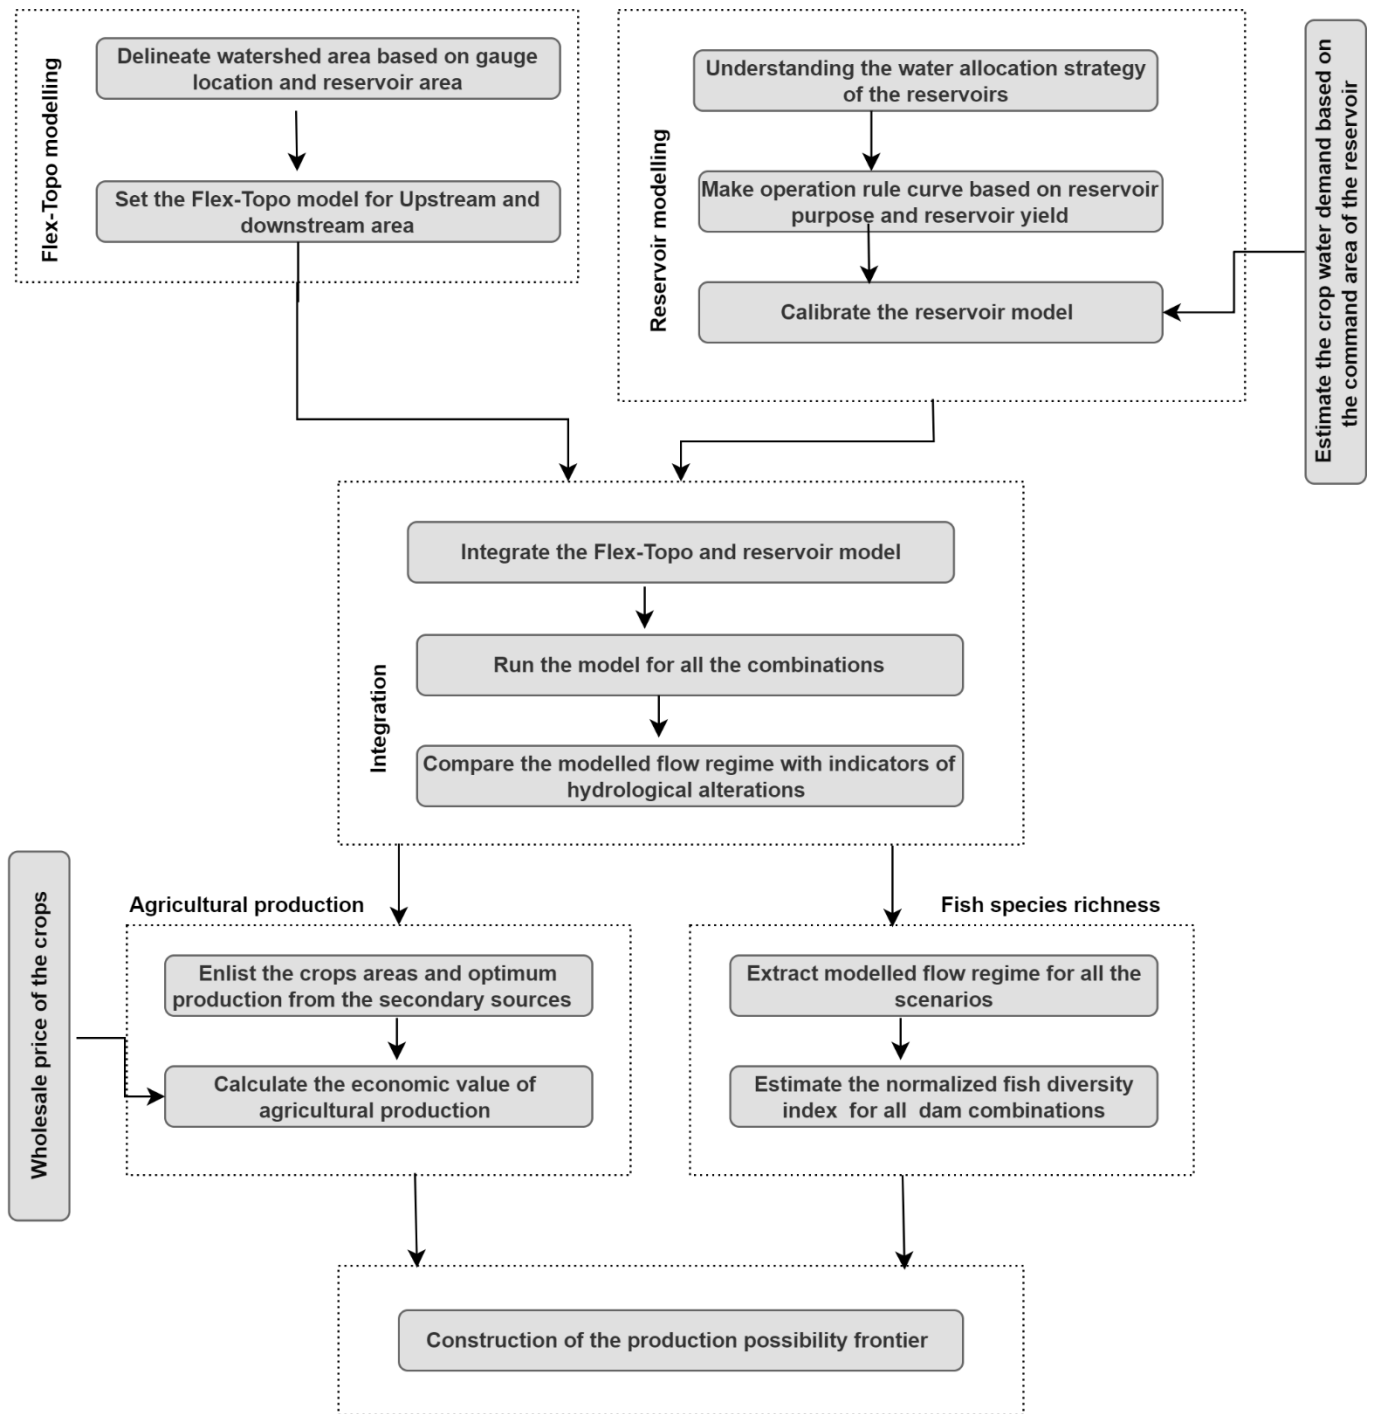 Flex-Topo modelling
Delineate watershed area based on gauge
location and reservoir area
Set the Flex-Topo model for Upstream and
downstream area
Reservoir modelling
Understanding the water allocation strategy
of the reservoirs
Make operation rule curve based on reservoir
purpose and reservoir yield
Calibrate the reservoir model
Estimate the crop water demand based on
the command area of the reservoir
Integration
Integrate the Flex-Topo and reservoir model
Run the model for all the combinations
Compare the modelled flow regime with indicators of
hydrological alterations
Wholesale price of the crops
Agricultural production
Enlist the crops areas and optimum
production from the secondary sources
Calculate the economic value of
agricultural production
Fish species richness
Extract modelled flow regime for all the
scenarios
Estimate the normalized fish diversity
index for all dam combinations
Construction of the production possibility frontier